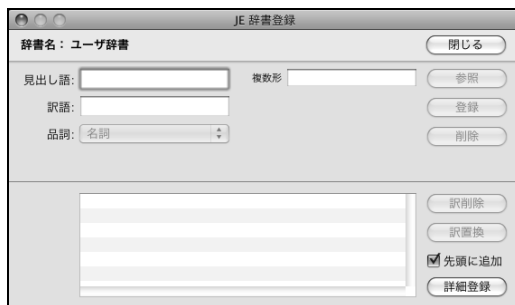 JE 辞書登録
辞書名： ユーザ辞書
閉じる
見出し語:
複数形
参照
訳語:
登録
品詞: 名詞
削除
訳削除
訳置換
先頭に追加
詳細登録